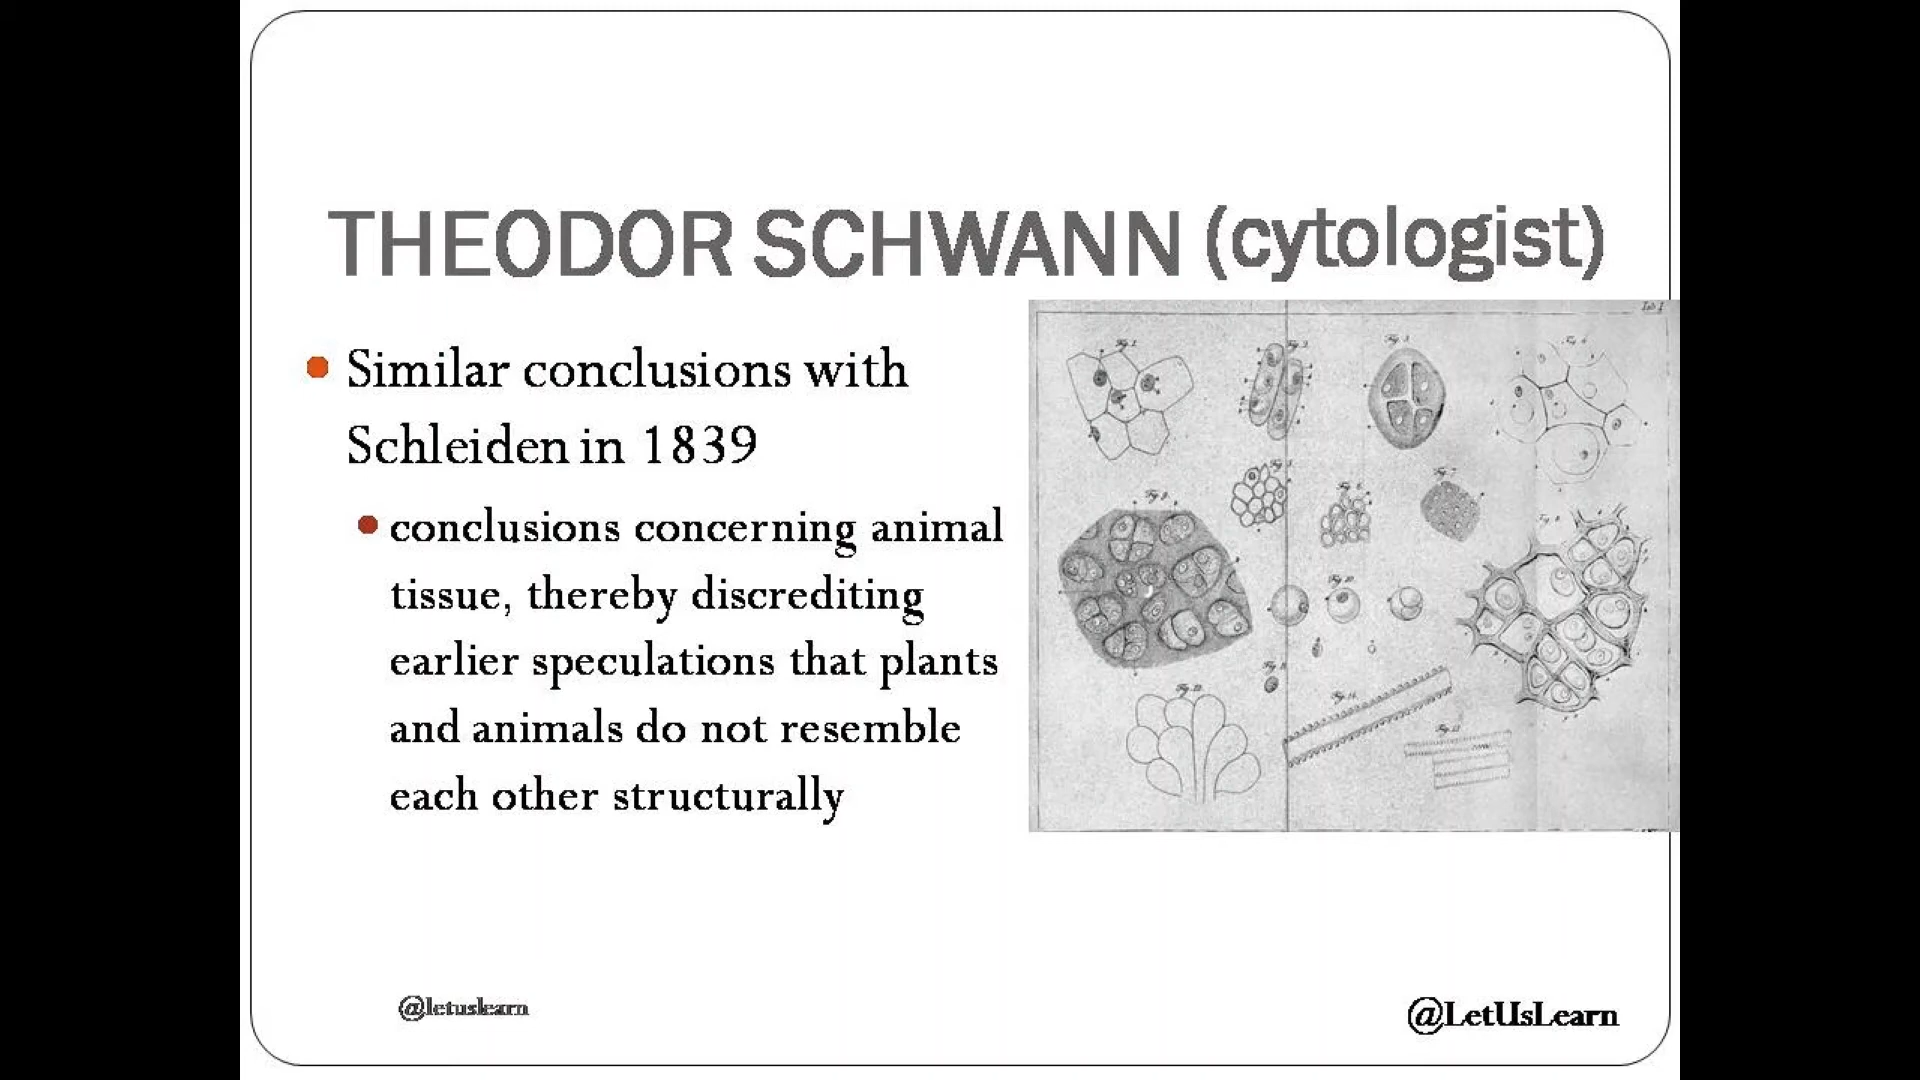 THEODOR SCHWANN (cytologist)
Similar conclusions with
Schleiden in 1839
conclusions concerning animal
tissue, thereby discrediting
earlier speculations that plants
and animals do not resemble
each other structurally
@letuslearn
@LetUsLearn